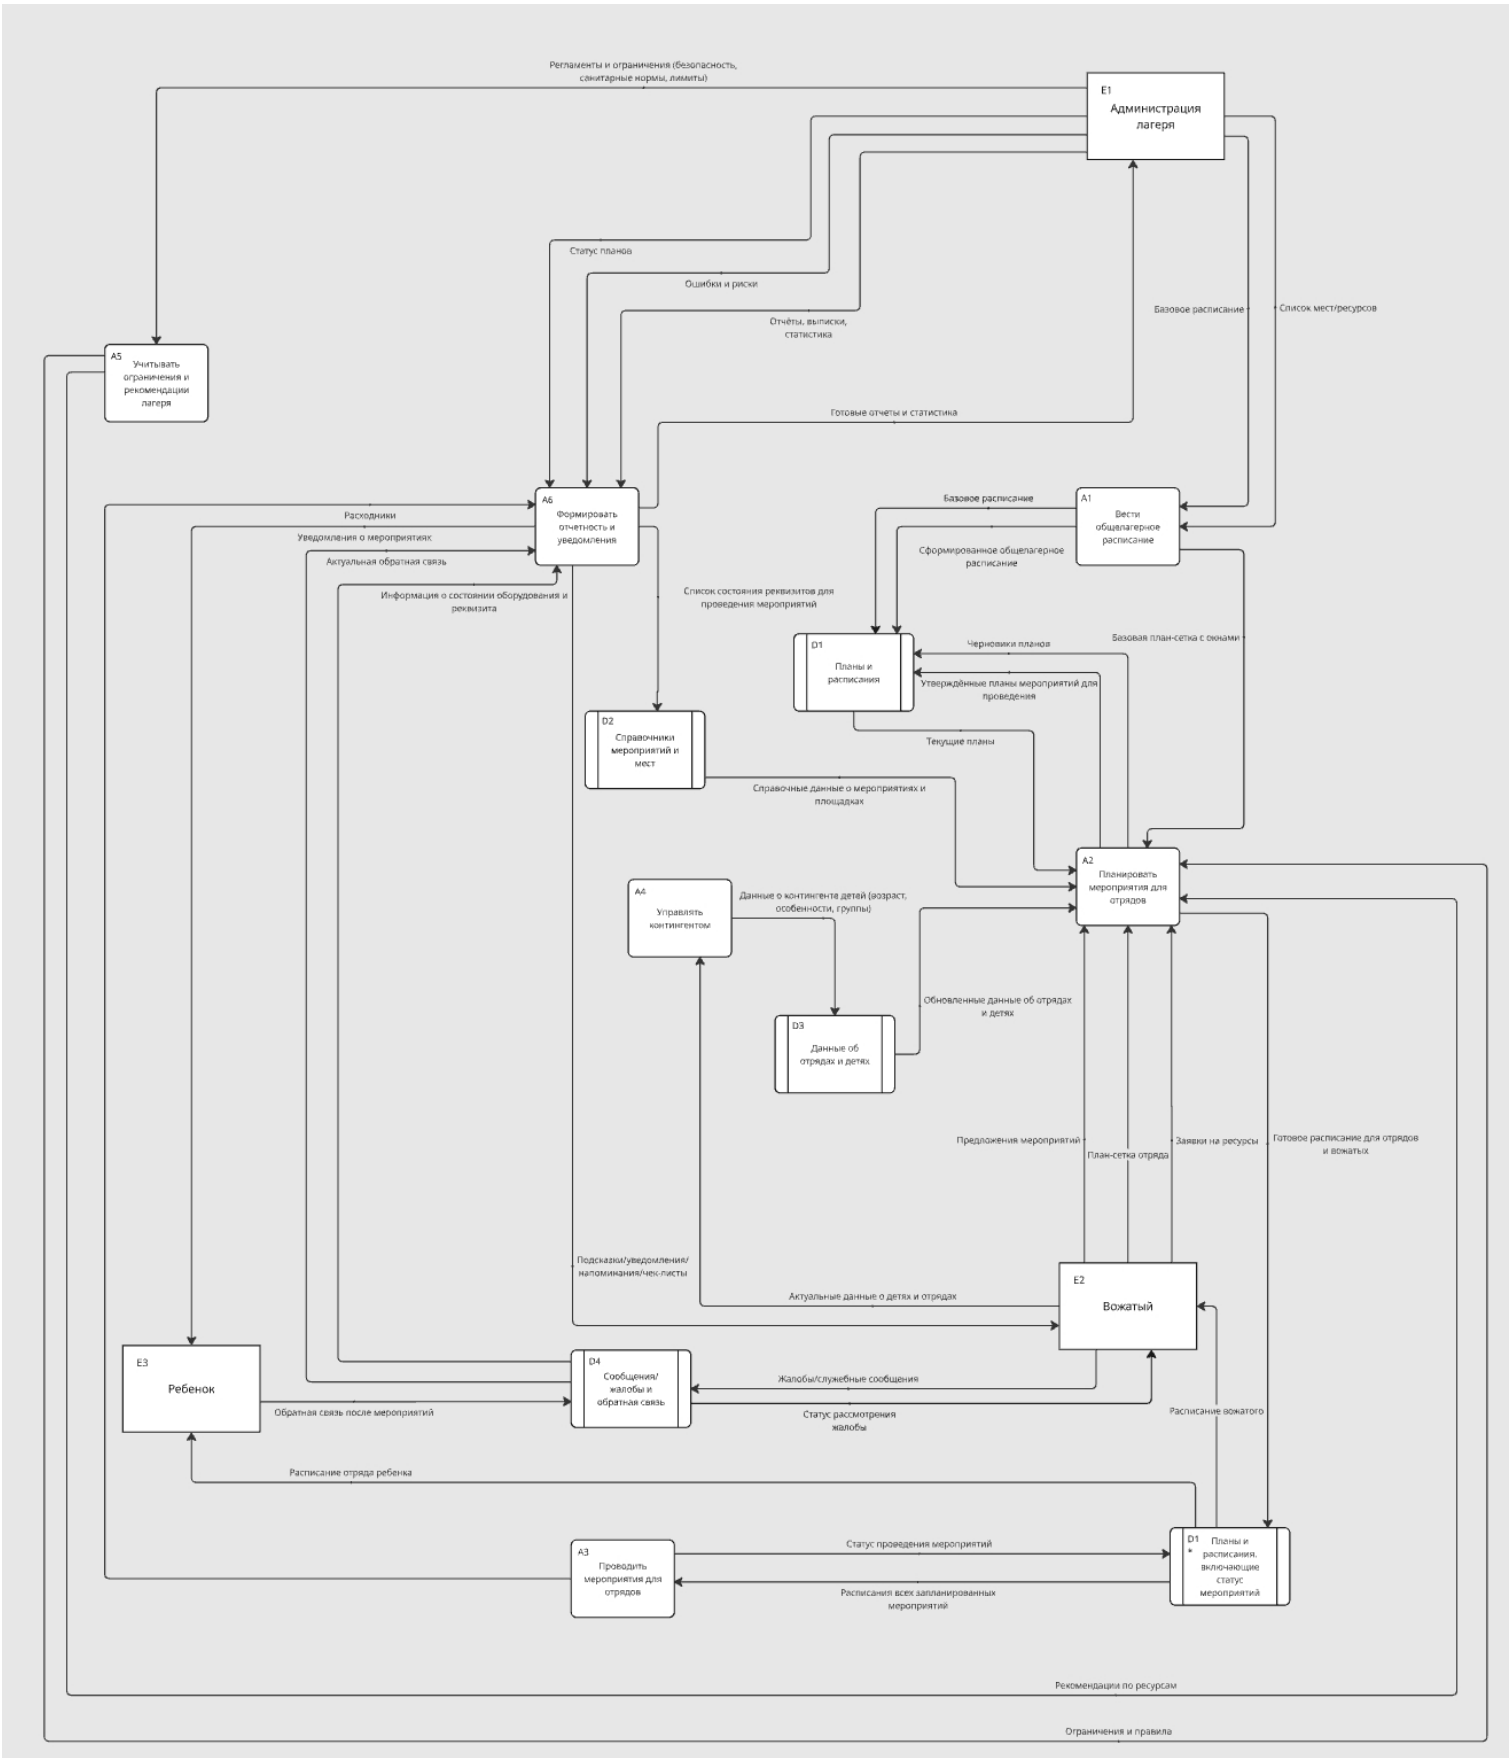 Регламенты и ограничения (безопасность,
санитарные нормы, лимиты)
E1
Администрация
лагеря
Статус планов
Ошибки и риски
Отчёты, выписки,
статистика
Базовое расписание
Список мест/ресурсов
A5
Учитывать
ограничения и
рекомендации
лагеря
Готовые отчеты и статистика
A6
Формировать
отчетность и
уведомления
Базовое расписание
A1
Вести
общелагерное
расписание
Расходники
Уведомления о мероприятиях
Актуальная обратная связь
Сформированное общелагерное
расписание
Информация о состоянии оборудования и
реквизита
Список состояния реквизитов для
проведения мероприятий
D1
Планы и
расписания
Черновики планов
Базовая план-сетка с окнами
Утверждённые планы мероприятий для
проведения
D2
Справочники
мероприятий и
мест
Текущие планы
Справочные данные о мероприятиях и
площадках
A2
Планировать
мероприятия для
отрядов
A4
Управлять
контингентом
Данные о контингенте детей (возраст,
особенности, группы)
Обновленные данные об отрядах
и детях
D3
Данные об
отрядах и детях
Предложения мероприятий
План-сетка отряда
Заявки на ресурсы
Готовое расписание для отрядов
и вожатых
Подсказки/уведомления/
напоминания/чек-листы
E2
Вожатый
Актуальные данные о детях и отрядах
E3
Ребенок
D4
Сообщения/
жалобы и
обратная связь
Жалобы/служебные сообщения
Обратная связь после мероприятий
Статус рассмотрения
жалобы
Расписание вожатого
Расписание отряда ребенка
A3
Проводить
мероприятия для
отрядов
Статус проведения мероприятий
Расписания всех запланированных
мероприятий
D1
*
Планы и
расписания,
включающие
статус
мероприятий
Рекомендации по ресурсам
Ограничения и правила